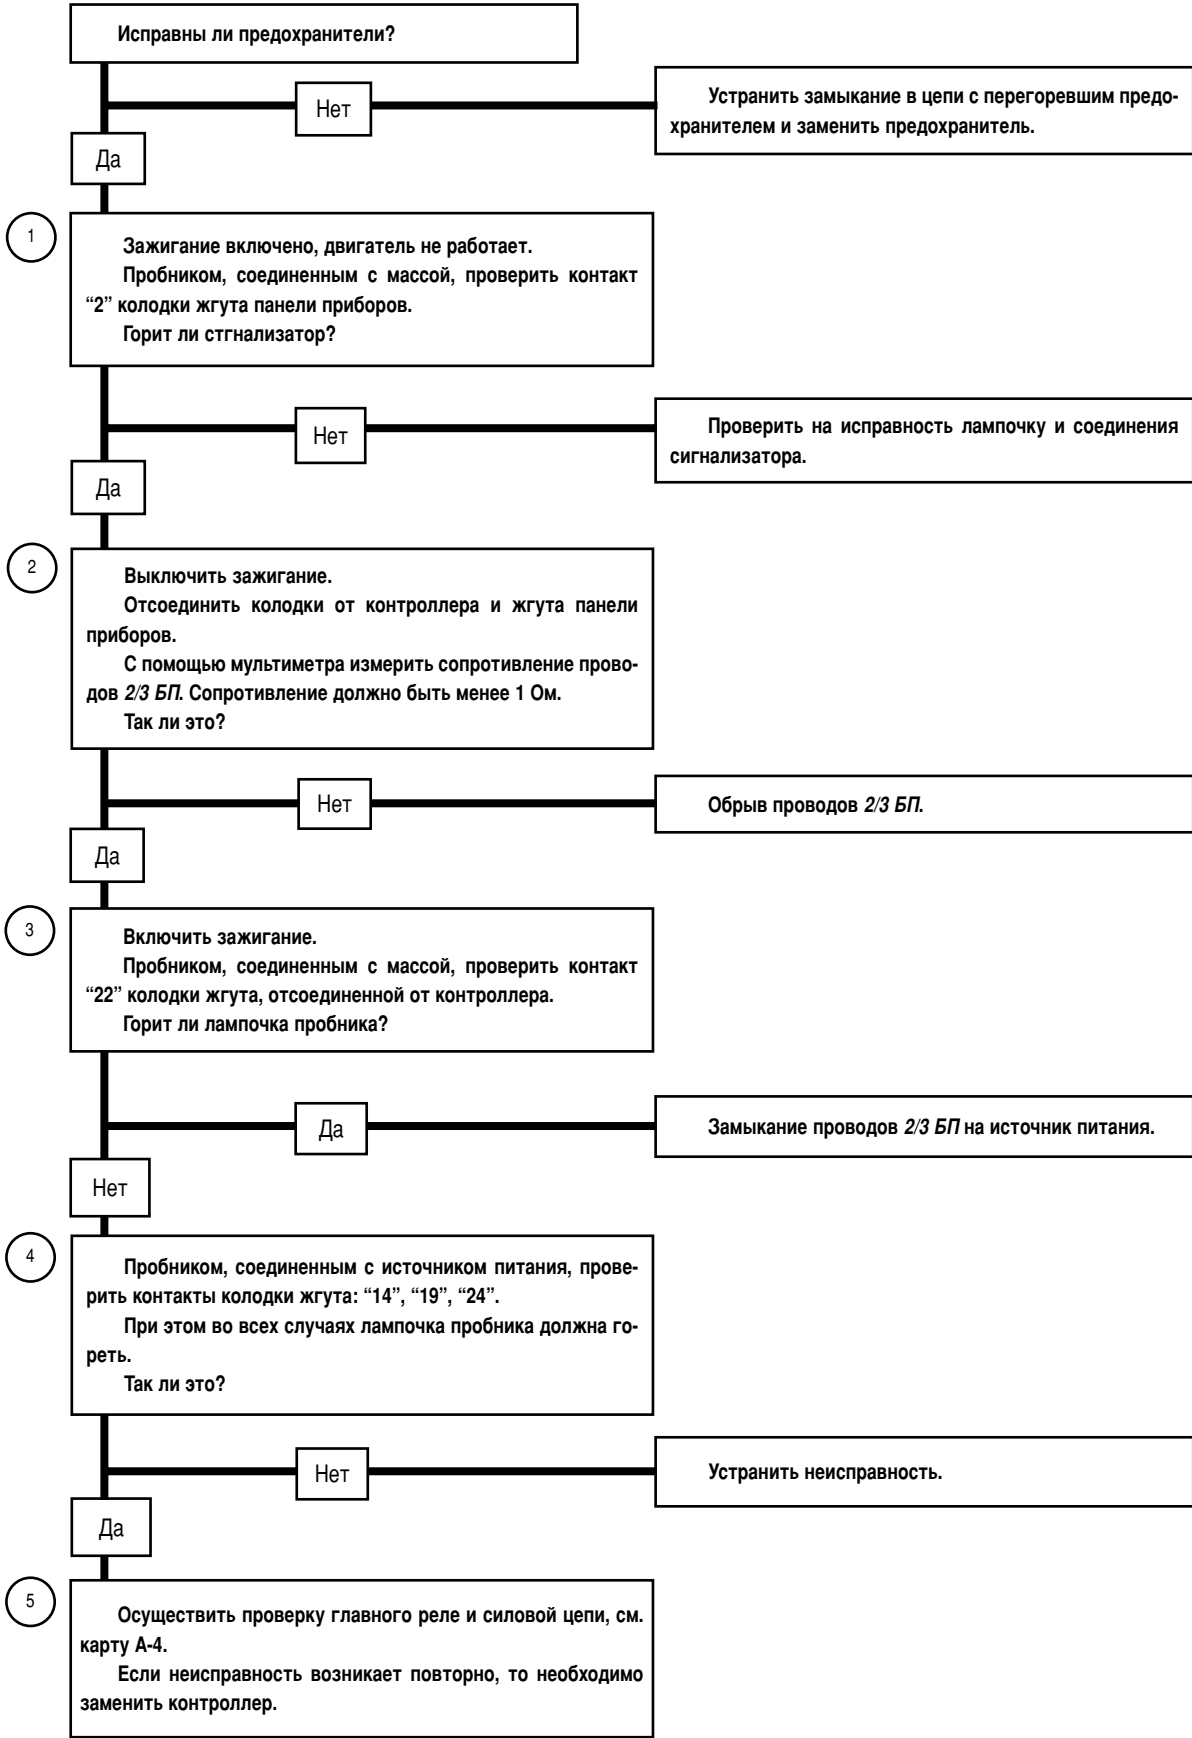 Исправны ли предохранители?
Нет
Устранить замыкание в цепи с перегоревшим предо-
хранителем и заменить предохранитель.
Да
1
Зажигание включено, двигатель не работает.
Пробником, соединенным с массой, проверить контакт
“2” колодки жгута панели приборов.
Горит ли стгнализатор?
Нет
Проверить на исправность лампочку и соединения
сигнализатора.
Да
2
Выключить зажигание.
Отсоединить колодки от контроллера и жгута панели
приборов.
С помощью мультиметра измерить сопротивление прово-
дов 2/3 БП. Сопротивление должно быть менее 1 Ом.
Так ли это?
Нет
Обрыв проводов 2/3 БП.
Да
3
Включить зажигание.
Пробником, соединенным с массой, проверить контакт
“22” колодки жгута, отсоединенной от контроллера.
Горит ли лампочка пробника?
Да
Замыкание проводов 2/3 БП на источник питания.
Нет
4
Пробником, соединенным с источником питания, прове-
рить контакты колодки жгута: “14”, “19”, “24”.
При этом во всех случаях лампочка пробника должна го-
реть.
Так ли это?
Нет
Устранить неисправность.
Да
5
Осуществить проверку главного реле и силовой цепи, см.
карту А-4.
Если неисправность возникает повторно, то необходимо
заменить контроллер.